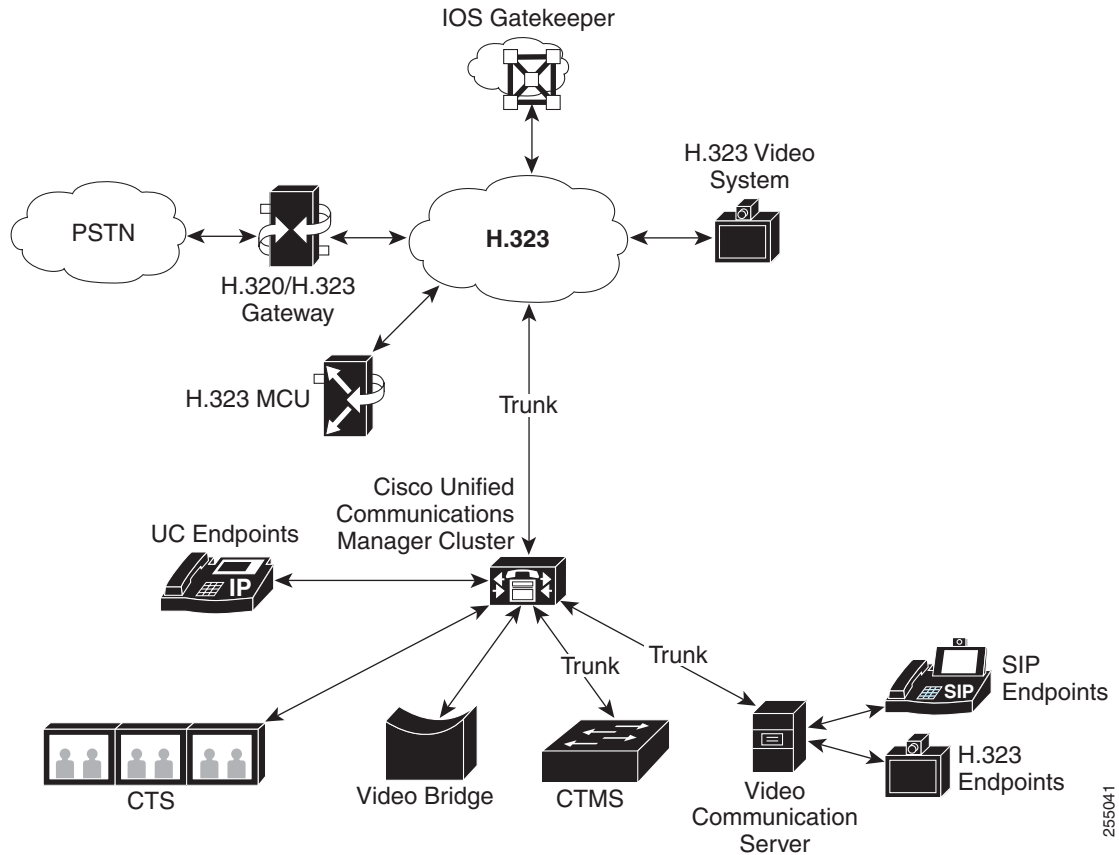 IOS Gatekeeper
H.323 Video
System
PSTN
H.323
H.320/H.323
Gateway
H.323 MCU
Trunk
Cisco Unified
Communications
Manager Cluster
UC Endpoints
IP
Trunk
Trunk
SIP
SIP
Endpoints
CTS
Video Bridge
CTMS
Video
Communication
Server
H.323
Endpoints
255041